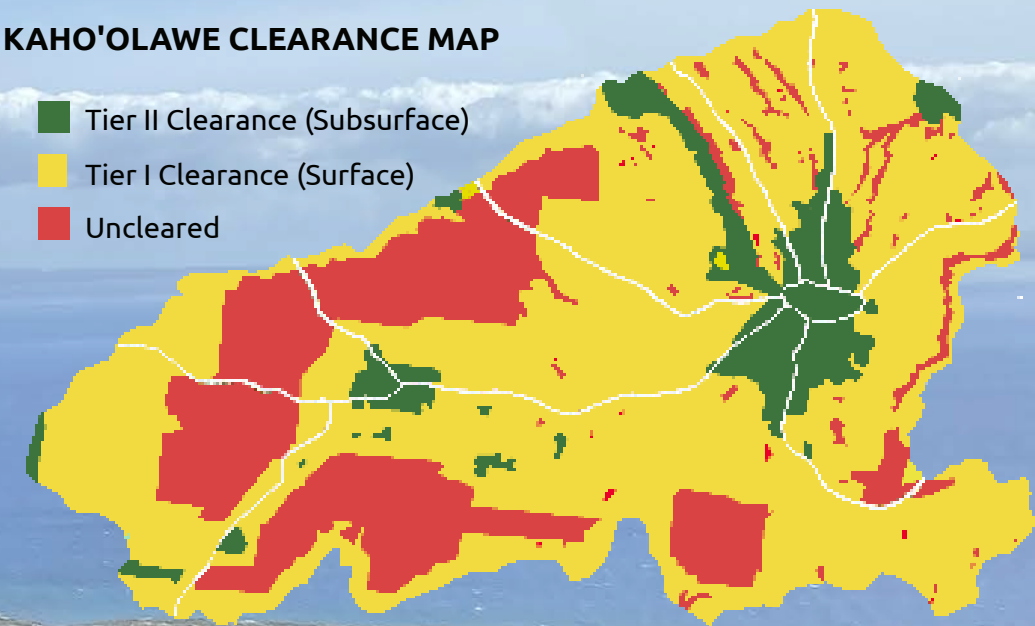 KAHO'OLAWE CLEARANCE MAP
Tier II Clearance (Subsurface)
Tier I Clearance (Surface)
Uncleared